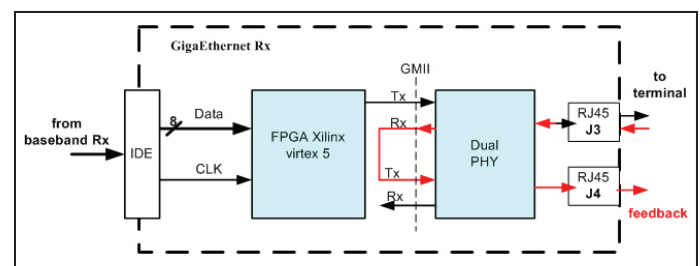 GigaEthernet Rx
GMII
to
terminal
from
baseband Rx
IDE
8
Data
CLK
FPGA Xilinx
virtex 5
Tx
Rx
Tx
Rx
Dual
PHY
RJ45
J3
RJ45
J4
feedback